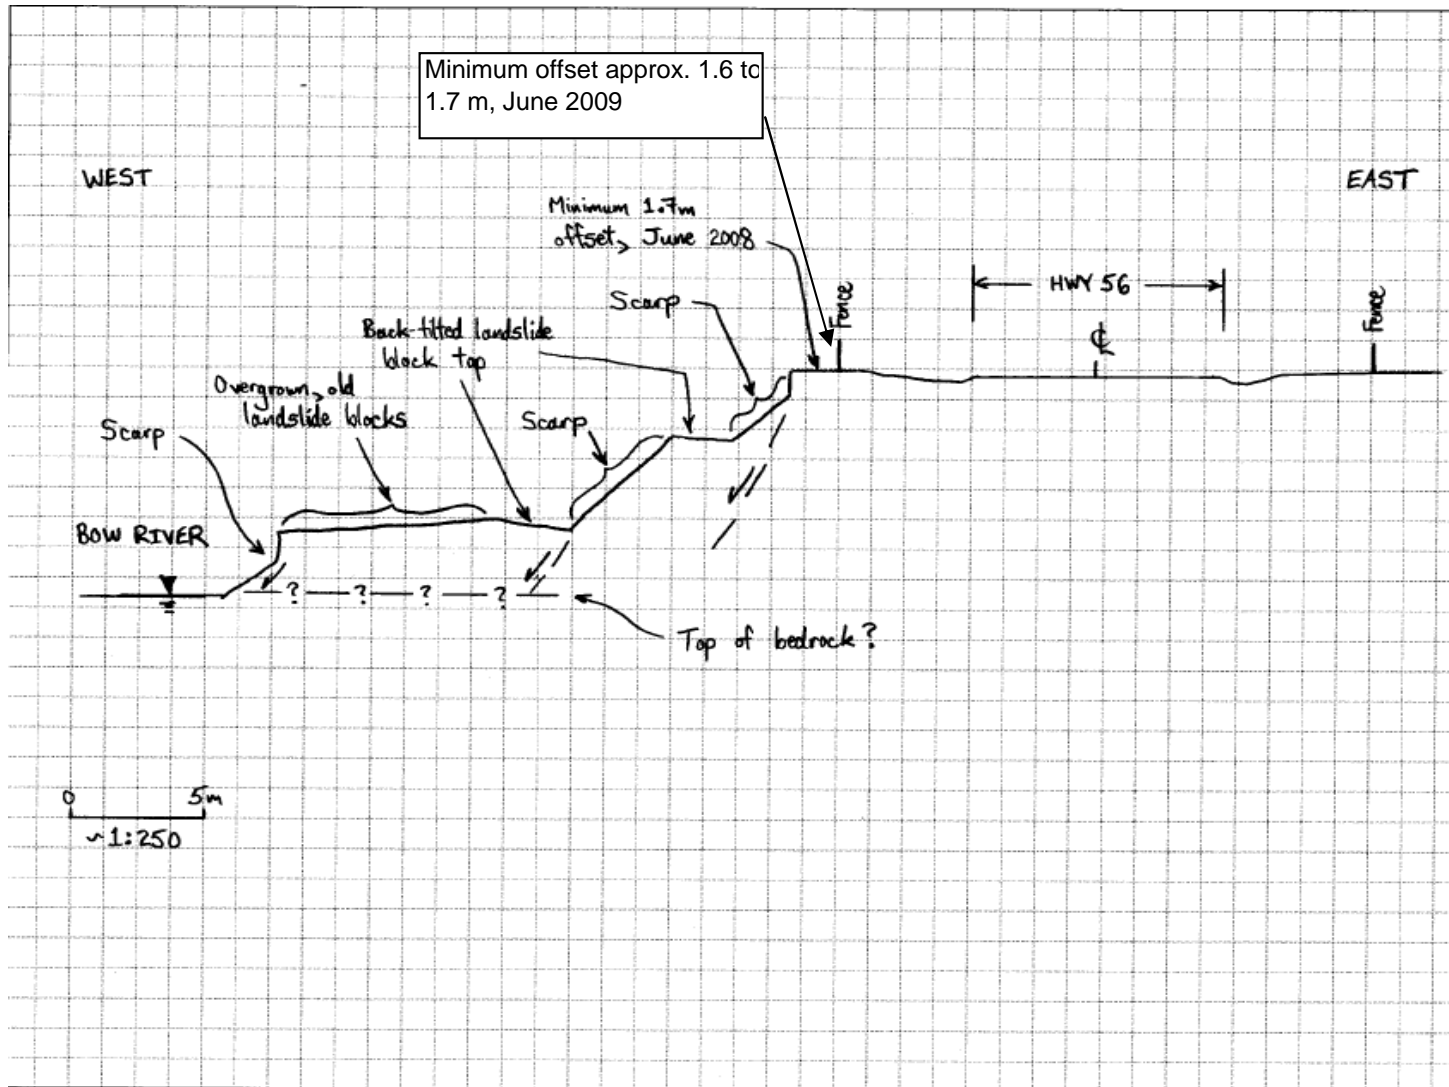 Minimum offset approx. 1.6 to
1.7 m, June 2009
WEST
EAST
Minimum 1.7m
offset, June 2008
HWY 56
Scarp
Fence
Fence
℄
Back-tilted landslide
block top
Overgrown, old
landslide blocks
Scarp
Scarp
BOW RIVER
? ? ? ?
Top of bedrock?
0 5m
~1:250